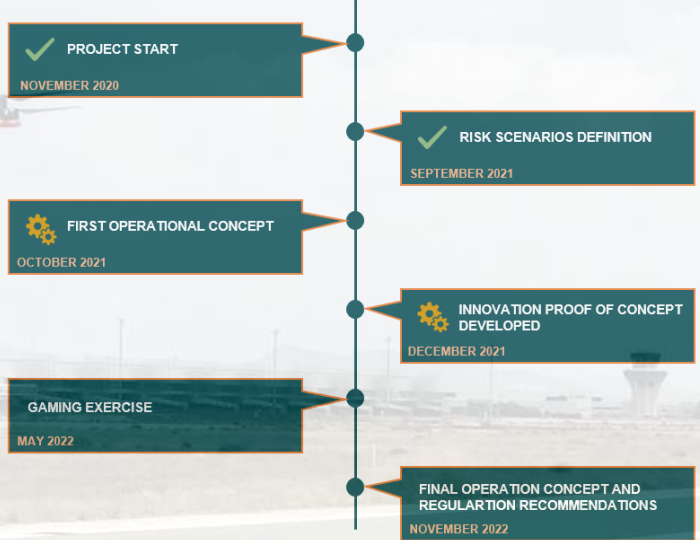 PROJECT START
NOVEMBER 2020
RISK SCENARIOS DEFINITION
SEPTEMBER 2021
FIRST OPERATIONAL CONCEPT
OCTOBER 2021
INNOVATION PROOF OF CONCEPT
DEVELOPED
DECEMBER 2021
GAMING EXERCISE
MAY 2022
FINAL OPERATION CONCEPT AND
REGULARTION RECOMMENDATIONS
NOVEMBER 2022